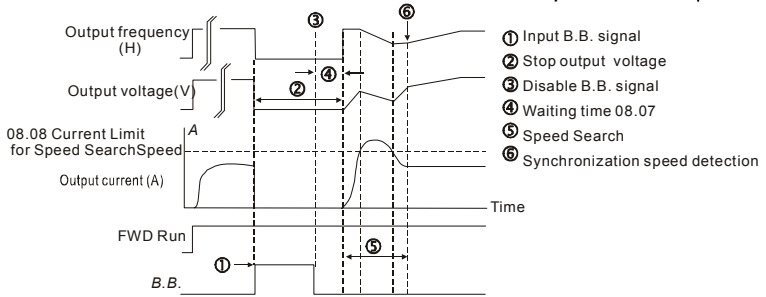 Output frequency
(H)
Output voltage(V)
08.08 Current Limit
for Speed SearchSpeed
A
Output current (A)
FWD Run
B.B.
Time
③
⑥
④
②
⑤
①
① Input B.B. signal
② Stop output voltage
③ Disable B.B. signal
④ Waiting time 08.07
⑤ Speed Search
⑥ Synchronization speed detection